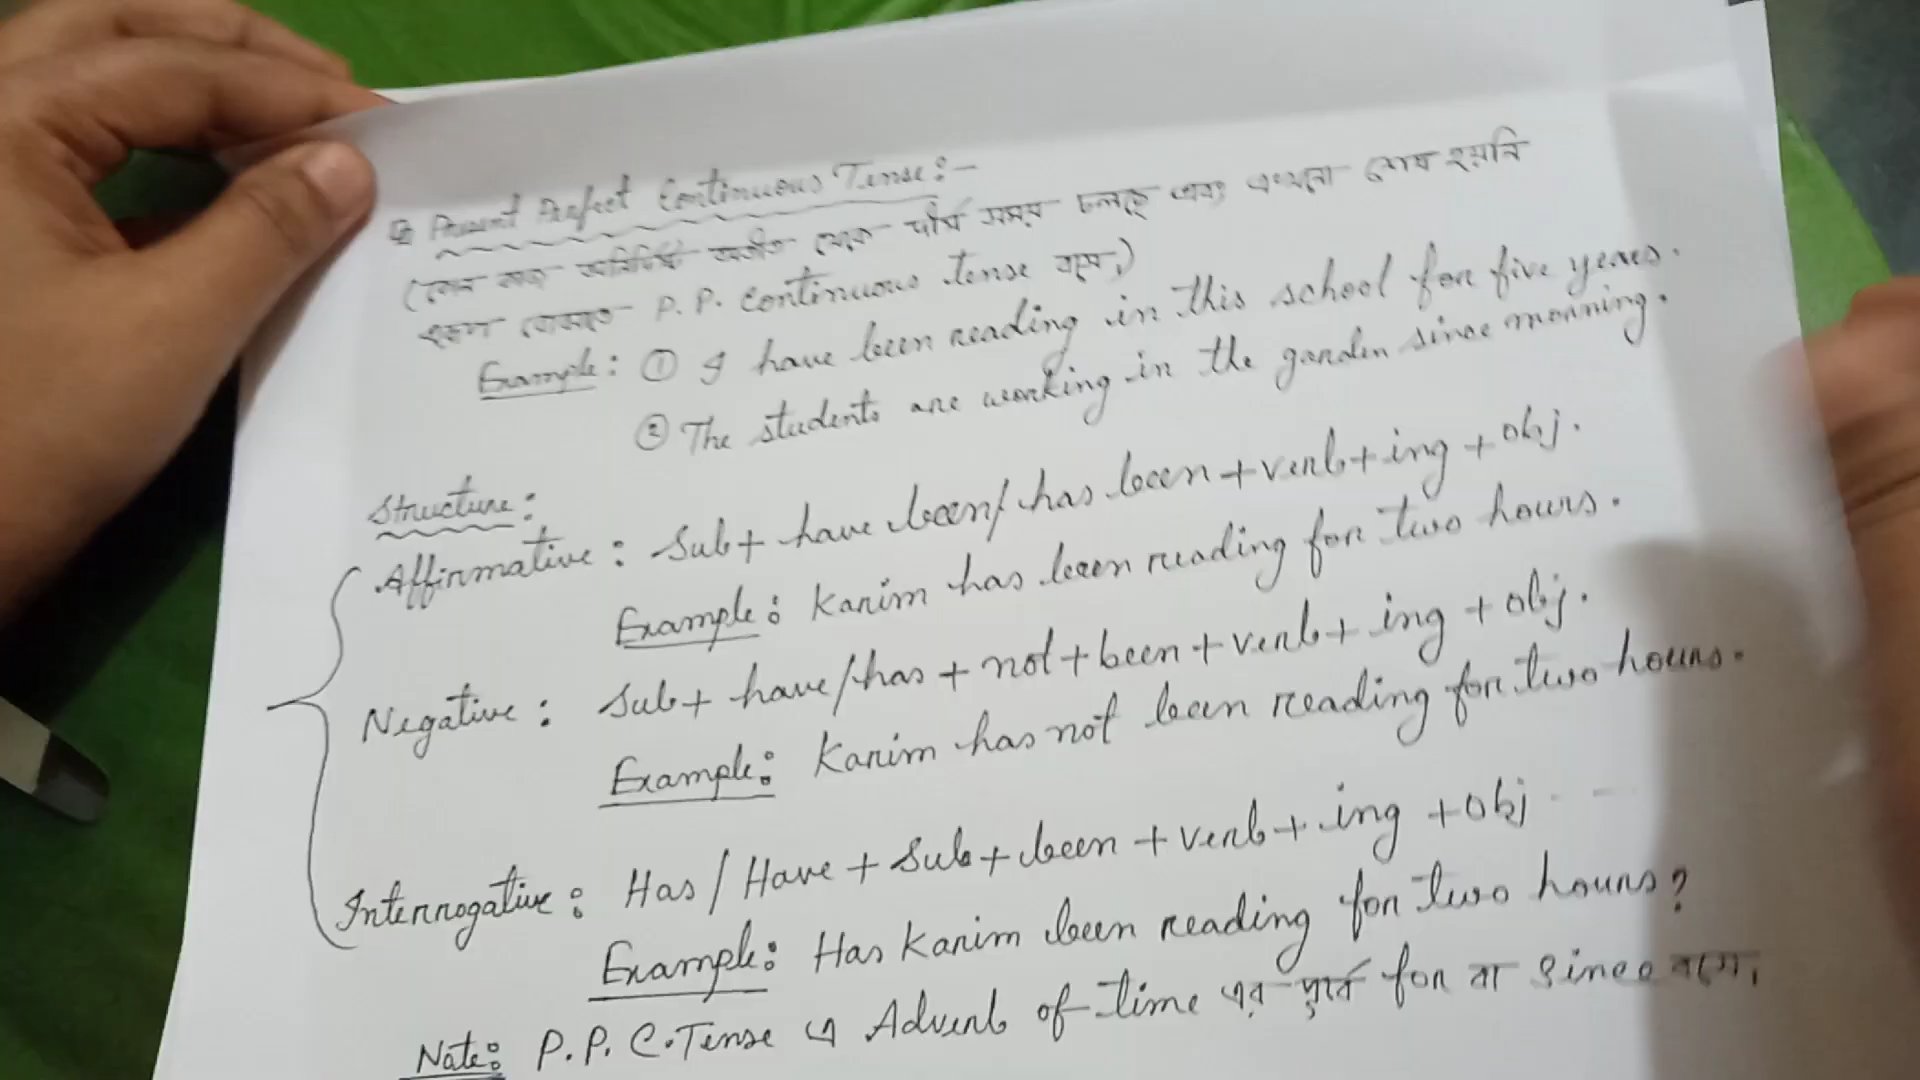 Present Perfect Continuous Tense:-
(কোন কাজ অনির্দিষ্ট অতীত থেকে দীর্ঘ সময় চলছে এবং এখনো শেষ হয়নি
এরূপ বোঝাতে P. P. Continuous tense হয়।)
Example: ① I have been reading in this school for five years.
② The students are working in the garden since morning.
Structure:
Affirmative: Sub + have been/has been + verb + ing + obj.
Example: Karim has been reading for two hours.
Negative: Sub + have/has + not + been + verb + ing + obj.
Example: Karim has not been reading for two hours.
Interrogative: Has / Have + Sub + been + verb + ing + obj
Example: Has Karim been reading for two hours?
Note: P. P. C. Tense এ Adverb of time এর পূর্বে for বা since বসে।